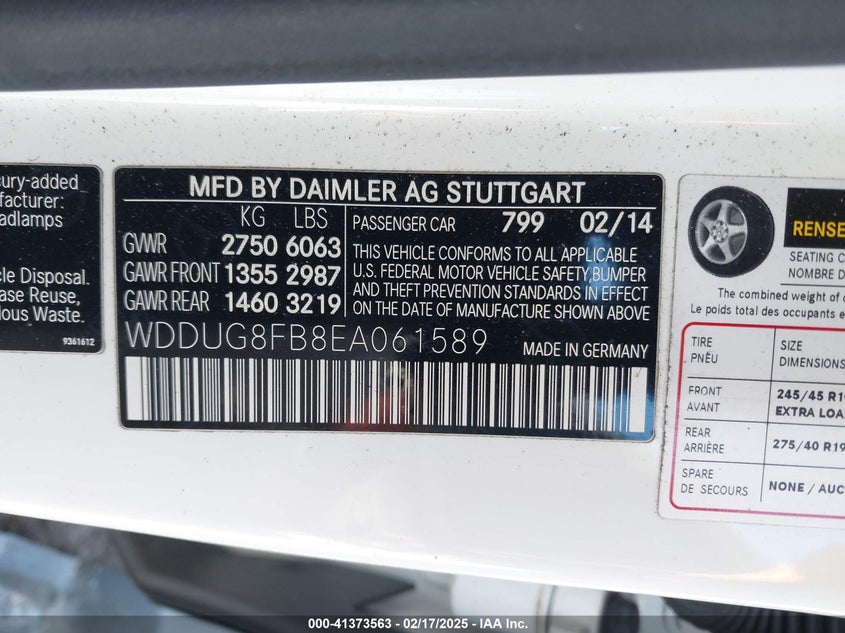 ury-added
facturer:
eadlamps
le Disposal.
ase Reuse,
ous Waste.
9361612
MFD BY DAIMLER AG STUTTGART
KG LBS
GWR 2750 6063
GAWR FRONT 1355 2987
GAWR REAR 1460 3219
PASSENGER CAR 799 02/14
THIS VEHICLE CONFORMS TO ALL APPLICABLE
U.S. FEDERAL MOTOR VEHICLE SAFETY,BUMPER
AND THEFT PREVENTION STANDARDS IN EFFECT
ON THE DATE OF MANUFACTURE SHOWN ABOVE
WDDUG8FB8EA061589 MADE IN GERMANY
RENSE
SEATING C
NOMBRE D
The combined weight of
Le poids total des occupants e
TIRE SIZE
PNEU DIMENSIONS
FRONT 245/45 R19
AVANT EXTRA LOA
REAR 275/40 R19
ARRIÈRE
SPARE NONE / AUC
DE SECOURS
000-41373563 - 02/17/2025 - IAA Inc.